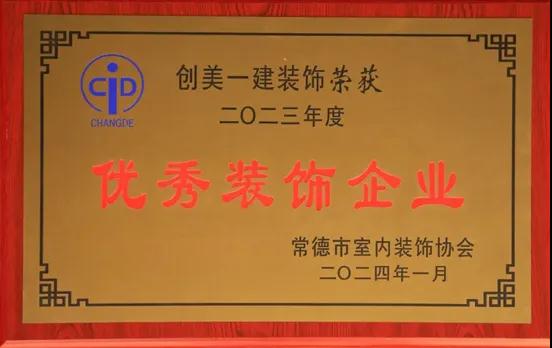 CID
CHANGDE
创美一建装饰荣获
二〇二三年度
优秀装饰企业
常德市室内装饰协会
二〇二四年一月